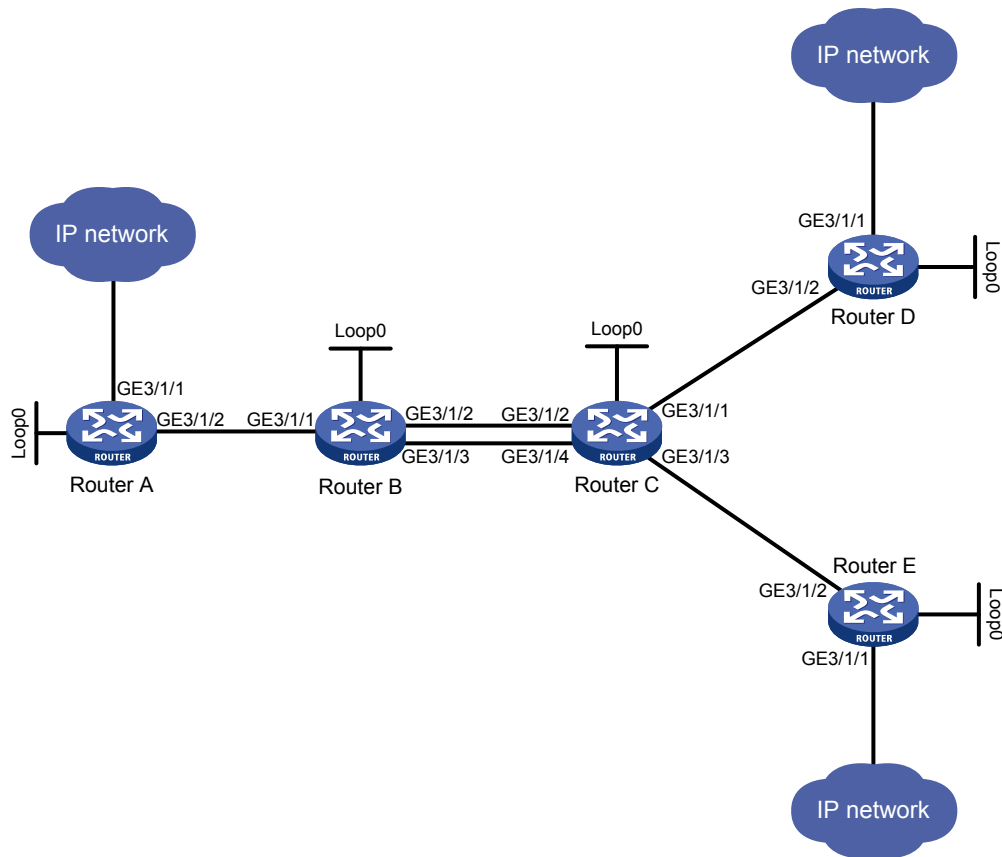 IP network
GE3/1/1
Loop0
GE3/1/2
ROUTER
Router D
IP network
Loop0
Loop0
GE3/1/1
GE3/1/1
Loop0
GE3/1/2
GE3/1/1
GE3/1/2
GE3/1/2
ROUTER
ROUTER
ROUTER
GE3/1/3
GE3/1/4
GE3/1/3
Router A
Router B
Router C
Router E
GE3/1/2
Loop0
ROUTER
GE3/1/1
IP network